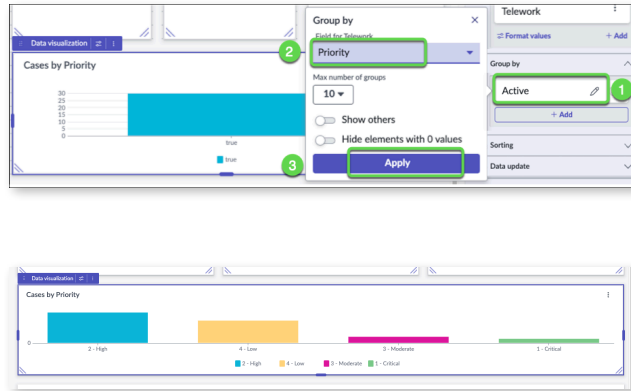 Telework
Group by
Field for Telework
Data visualization
2
Format values
+ Add
Priority
Cases by Priority
Group by
Max number of groups
Active
1
10
30
25
20
15
10
5
0
Show others
+ Add
Hide elements with 0 values
true
Sorting
true
3
Apply
Data update
Data visualization
Cases by Priority
0
2 - High
4 - Low
3 - Moderate
1 - Critical
2 - High
4 - Low
3 - Moderate
1 - Critical